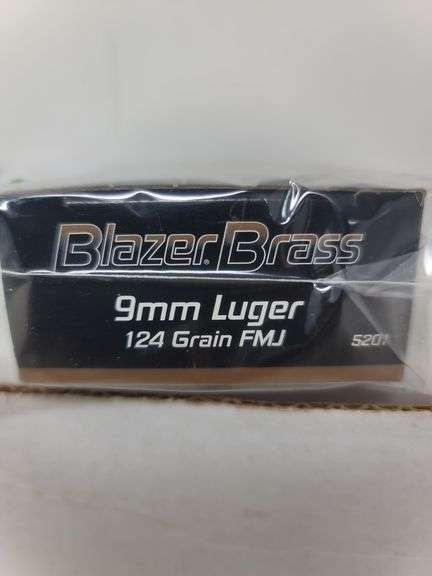 Blazer® Brass
9mm Luger
124 Grain FMJ 5201